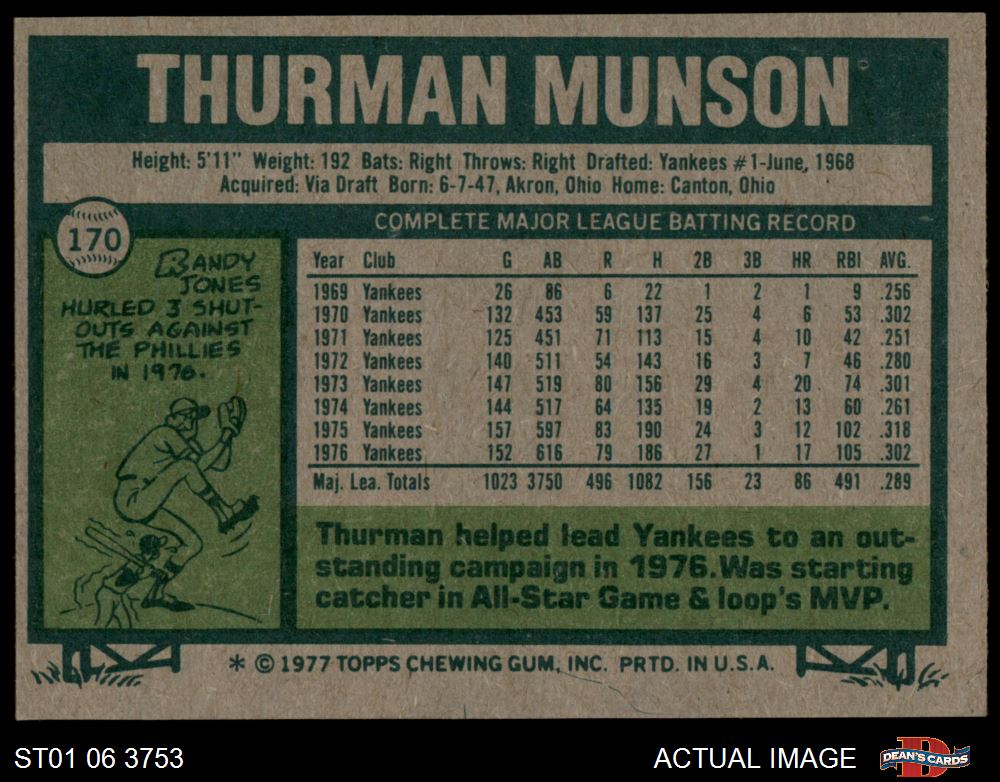 THURMAN MUNSON
Height: 5'11" Weight: 192 Bats: Right Throws: Right Drafted: Yankees #1-June, 1968
Acquired: Via Draft Born: 6-7-47, Akron, Ohio Home: Canton, Ohio
170
RANDY
JONES
HURLED 3 SHUT-
OUTS AGAINST
THE PHILLIES
IN 1976.
COMPLETE MAJOR LEAGUE BATTING RECORD
Year Club G AB R H 2B 3B HR RBI AVG.
1969 Yankees 26 86 6 22 1 2 1 9 .256
1970 Yankees 132 453 59 137 25 4 6 53 .302
1971 Yankees 125 451 71 113 15 4 10 42 .251
1972 Yankees 140 511 54 143 16 3 7 46 .280
1973 Yankees 147 519 80 156 29 4 20 74 .301
1974 Yankees 144 517 64 135 19 2 13 60 .261
1975 Yankees 157 597 83 190 24 3 12 102 .318
1976 Yankees 152 616 79 186 27 1 17 105 .302
Maj. Lea. Totals 1023 3750 496 1082 156 23 86 491 .289
Thurman helped lead Yankees to an out-
standing campaign in 1976. Was starting
catcher in All-Star Game & loop's MVP.
* © 1977 TOPPS CHEWING GUM, INC. PRTD. IN U.S.A.
ST01 06 3753
ACTUAL IMAGE
DEAN'S CARDS